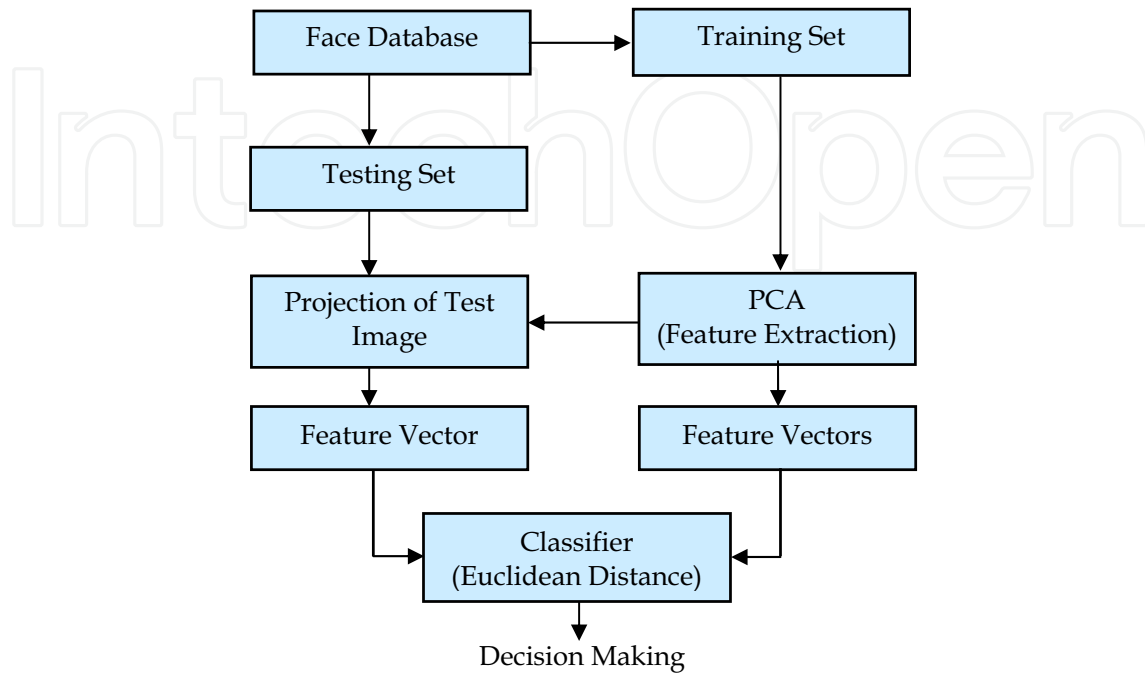 Face Database
Training Set
IntechOpen
Testing Set
Projection of Test
Image
PCA
(Feature Extraction)
Feature Vector
Feature Vectors
Classifier
(Euclidean Distance)
Decision Making